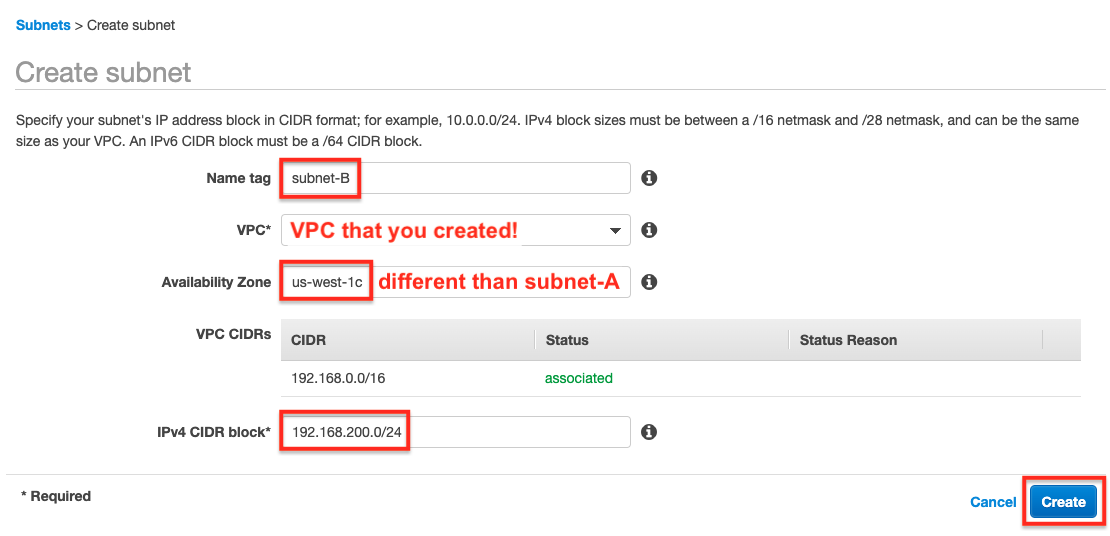 Subnets > Create subnet
Create subnet
Specify your subnet's IP address block in CIDR format; for example, 10.0.0.0/24. IPv4 block sizes must be between a /16 netmask and /28 netmask, and can be the same
size as your VPC. An IPv6 CIDR block must be a /64 CIDR block.
Name tag subnet-B
VPC* VPC that you created!
Availability Zone us-west-1c different than subnet-A
VPC CIDRs CIDR Status Status Reason
192.168.0.0/16 associated
IPv4 CIDR block* 192.168.200.0/24
* Required
Cancel Create